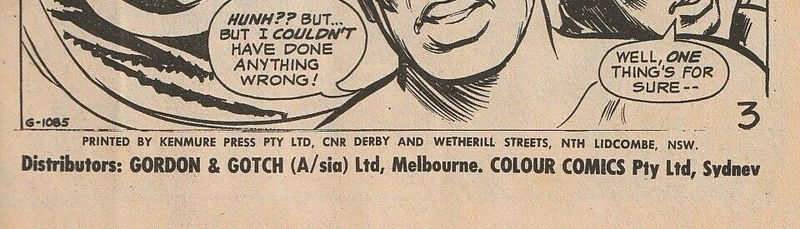 HUNH?? BUT...
BUT I COULDN'T
HAVE DONE
ANYTHING
WRONG!
WELL, ONE
THING'S FOR
SURE--
G-1085
3
PRINTED BY KENMURE PRESS PTY LTD, CNR DERBY AND WETHERILL STREETS, NTH LIDCOMBE, NSW.
Distributors: GORDON & GOTCH (A/sia) Ltd, Melbourne. COLOUR COMICS Pty Ltd, Sydney